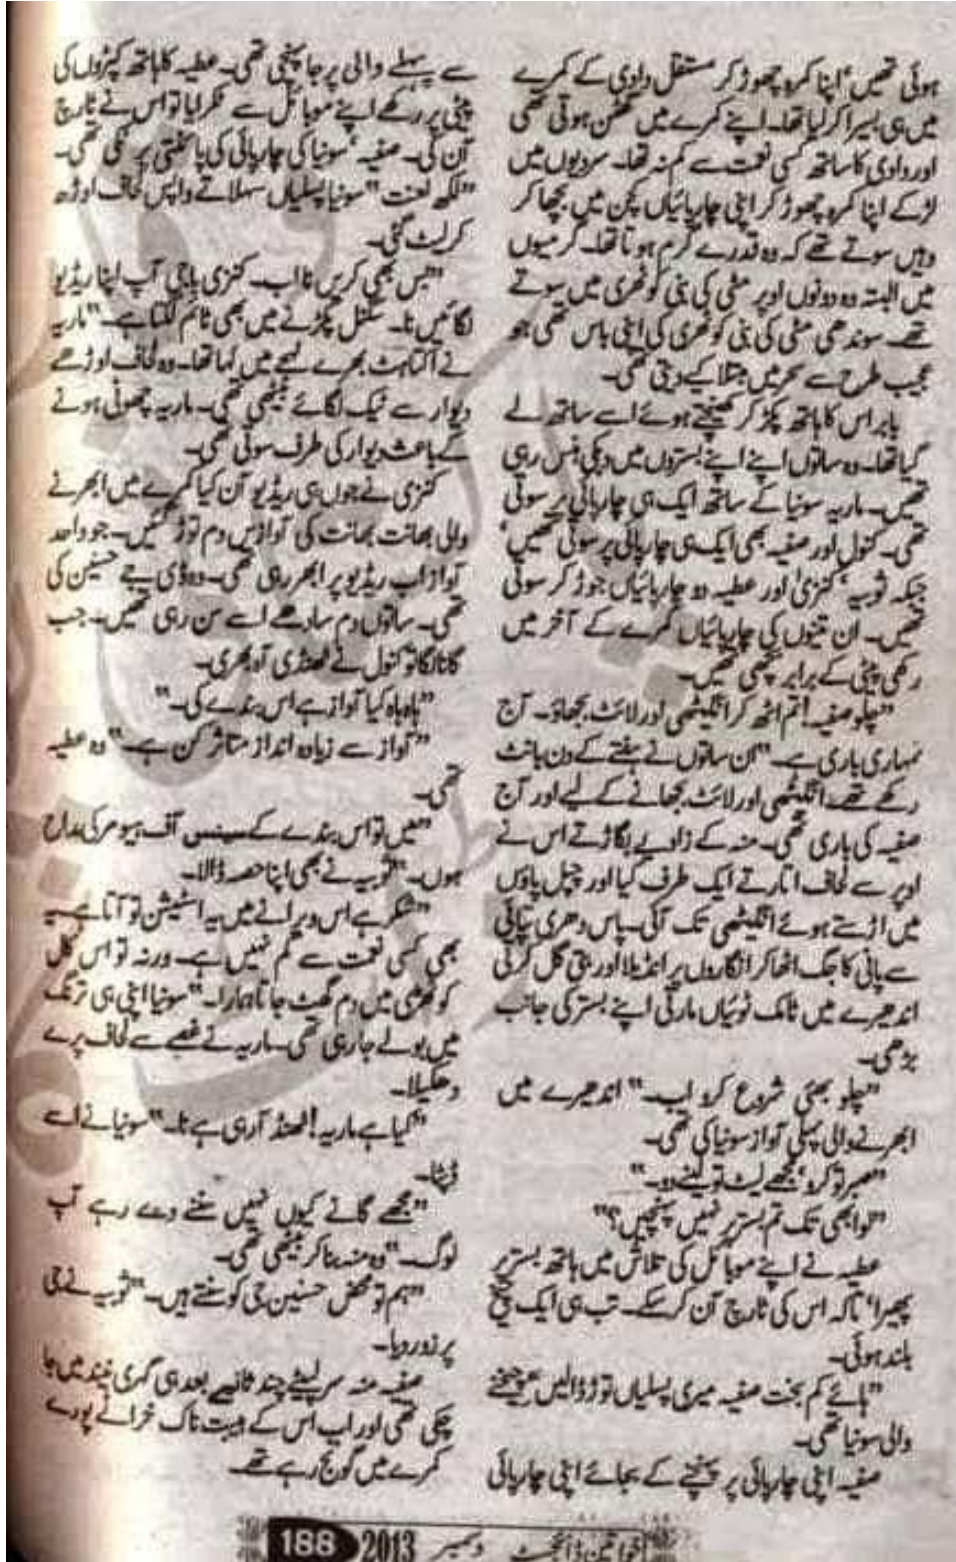 ہوئی تھیں‘ اپنا کمرہ چھوڑ کر مستقل دادی کے کمرے
میں ہی بسیرا کر لیا تھا۔ اپنے کمرے میں گھٹن ہوتی تھی
اور دادی کا ساتھ کسی نعمت سے کم نہ تھا۔ سردیوں میں
لڑکے اپنا کمرہ چھوڑ کر اپنی چارپائیاں کچن میں بچھا کر
وہیں سوتے تھے کہ وہ قدرے گرم ہوتا تھا۔ گرمیوں
میں البتہ وہ دونوں اوپر مٹی کی بنی کوٹھری میں سوتے
تھے۔ سوندھی مٹی کی بنی کوٹھری کی اپنی باس تھی جو
عجیب طرح سے سحر میں مبتلا کیے دیتی تھی۔
بابر اس کا ہاتھ پکڑ کر کھینچتے ہوئے اسے ساتھ لے
گیا تھا۔ وہ ساتوں اپنے اپنے بستروں میں دبکی ہنس رہی
تھیں۔ ماریہ سونیا کے ساتھ ایک ہی چارپائی پر سوتی
تھی۔ کنول اور صفیہ بھی ایک ہی چارپائی پر سوتی تھیں‘
جبکہ ثوبیہ‘ کنزیٰ اور عطیہ دو چارپائیاں جوڑ کر سوتی
تھیں۔ ان تینوں کی چارپائیاں کمرے کے آخر میں
رکھی پیٹی کے برابر بچھی تھیں۔
”چلو صفیہ! تم اٹھ کر انگیٹھی اور لائٹ بجھاؤ۔ آج
تمہاری باری ہے۔“ ان ساتوں نے ہفتے کے دن بانٹ
رکھے تھے۔ انگیٹھی اور لائٹ بجھانے کے لیے اور آج
صفیہ کی باری تھی۔ منہ کے زاویے بگاڑتے اس نے
اوپر سے لحاف اتارتے ایک طرف کیا اور چپل پاؤں
میں اڑستے ہوئے انگیٹھی تک آئی۔ پاس دھری تپائی
سے پانی کا جگ اٹھا کر انگاروں پر انڈیلا اور بتی گل کرتی
اندھیرے میں ٹامک ٹوئیاں مارتی اپنے بستر کی جانب
بڑھی۔
”چلو بھئی شروع کرو اب۔“ اندھیرے میں
ابھرنے والی پہلی آواز سونیا کی تھی۔
”صبر تو کرو‘ مجھے لیٹ تو لینے دو۔“
”تو ابھی تک تم بستر پر نہیں پہنچیں؟“
عطیہ نے اپنے موبائل کی تلاش میں ہاتھ بستر پر
پھیرا‘ تاکہ اس کی ٹارچ آن کر سکے۔ تب ہی ایک چیخ
بلند ہوئی۔
”ہائے کم بخت صفیہ میری پسلیاں توڑ ڈالیں“ چیخنے
والی سونیا تھی۔
صفیہ اپنی چارپائی پر پہنچنے کے بجائے اپنی چارپائی
سے پہلے والی پر جا پہنچی تھی۔ عطیہ کا ہاتھ کپڑوں کی
پیٹی پر رکھے اپنے موبائل سے ٹکرایا تو اس نے ٹارچ
آن کی۔ صفیہ‘ سونیا کی چارپائی کی پائنتی پر ٹکی تھی۔
”لکھ لعنت“ سونیا پسلیاں سہلاتے واپس لحاف اوڑھ
کر لیٹ گئی۔
”بس بھی کریں نا اب۔ کنزی باجی آپ اپنا ریڈیو
لگائیں نا۔ سگنل پکڑنے میں بھی ٹائم لگتا ہے۔“ ماریہ
نے اکتاہٹ بھرے لہجے میں کہا تھا۔ وہ لحاف اوڑھے
دیوار سے ٹیک لگائے بیٹھی تھی۔ ماریہ چھوٹی ہونے
کے باعث دیوار کی طرف سوتی تھی۔
کنزی نے جوں ہی ریڈیو آن کیا کمرے میں ابھرنے
والی بھانت بھانت کی آوازیں دم توڑ گئیں۔ جو واحد
آواز اب ریڈیو پر ابھر رہی تھی۔ وہ ڈی جے حسنین کی
تھی۔ ساتوں دم سادھے اسے سن رہی تھیں۔ جب
گانا لگا تو کنول نے ٹھنڈی آہ بھری۔
”ہاہ ہاہ کیا آواز ہے اس بندے کی۔“
”آواز سے زیادہ انداز متاثر کن ہے۔“ وہ عطیہ
تھی۔
”میں تو اس بندے کے سینس آف ہیومر کی مداح
ہوں۔“ ثوبیہ نے بھی اپنا حصہ ڈالا۔
”شکر ہے اس ویرانے میں یہ اسٹیشن تو آتا ہے۔ یہ
بھی کسی نعمت سے کم نہیں ہے۔ ورنہ تو اس کال
کوٹھڑی میں دم گھٹ جاتا ہمارا۔“ سونیا اپنی ہی ترنگ
میں بولے جا رہی تھی۔ ماریہ نے غصے سے لحاف پرے
دھکیلا۔
”کیا ہے ماریہ! ٹھنڈ آرہی ہے نا۔“ سونیا نے اسے
ڈپٹا۔
”مجھے گانے کیوں نہیں سننے دے رہے آپ
لوگ۔“ وہ منہ بنا کر بیٹھی تھی۔
”ہم تو محض حسنین جی کو سنتے ہیں۔“ ثوبیہ نے جی
پر زور دیا۔
صفیہ منہ سر لپیٹے چند ثانیے بعد ہی گہری نیند میں جا
چکی تھی اور اب اس کے ہیبت ناک خراٹے پورے
کمرے میں گونج رہے تھے۔
خواتین ڈائجسٹ دسمبر 2013 188